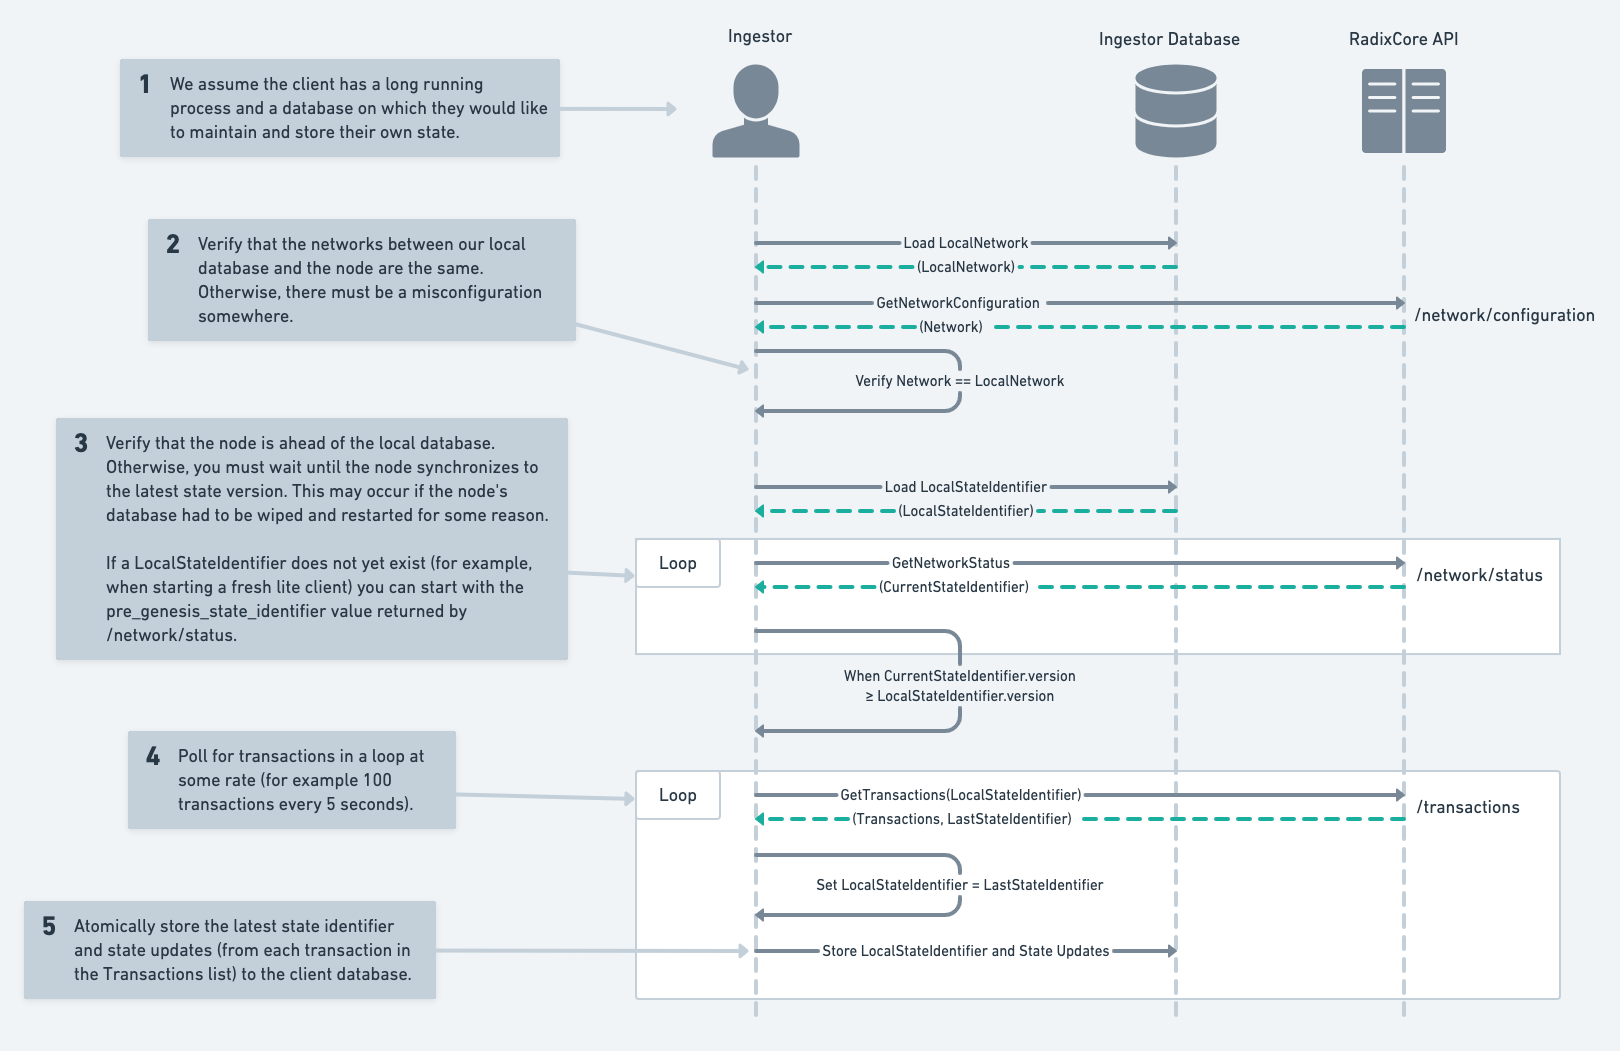 Ingestor
Ingestor Database
RadixCore API
1
We assume the client has a long running
process and a database on which they would like
to maintain and store their own state.
2
Verify that the networks between our local
database and the node are the same.
Otherwise, there must be a misconfiguration
somewhere.
Load LocalNetwork
(LocalNetwork)
GetNetworkConfiguration
(Network)
/network/configuration
Verify Network == LocalNetwork
3
Verify that the node is ahead of the local database.
Otherwise, you must wait until the node synchronizes to
the latest state version. This may occur if the node's
database had to be wiped and restarted for some reason.
If a LocalStateIdentifier does not yet exist (for example,
when starting a fresh lite client) you can start with the
pre_genesis_state_identifier value returned by
/network/status.
Load LocalStateIdentifier
(LocalStateIdentifier)
Loop
GetNetworkStatus
(CurrentStateIdentifier)
/network/status
When CurrentStateIdentifier.version
≥ LocalStateIdentifier.version
4
Poll for transactions in a loop at
some rate (for example 100
transactions every 5 seconds).
Loop
GetTransactions(LocalStateIdentifier)
(Transactions, LastStateIdentifier)
/transactions
Set LocalStateIdentifier = LastStateIdentifier
5
Atomically store the latest state identifier
and state updates (from each transaction in
the Transactions list) to the client database.
Store LocalStateIdentifier and State Updates